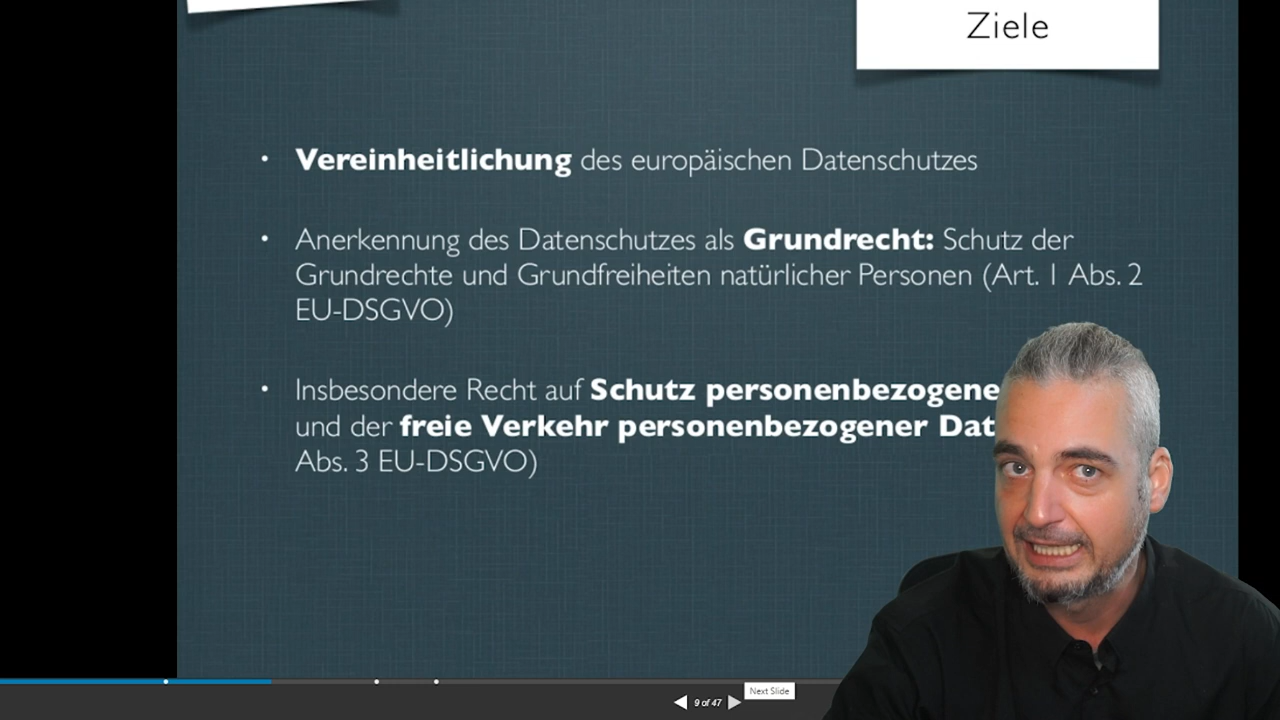 Ziele
• Vereinheitlichung des europäischen Datenschutzes
• Anerkennung des Datenschutzes als Grundrecht: Schutz der
Grundrechte und Grundfreiheiten natürlicher Personen (Art. 1 Abs. 2
EU-DSGVO)
• Insbesondere Recht auf Schutz personenbezogene
und der freie Verkehr personenbezogener Dat
Abs. 3 EU-DSGVO)
Next Slide
9 of 47